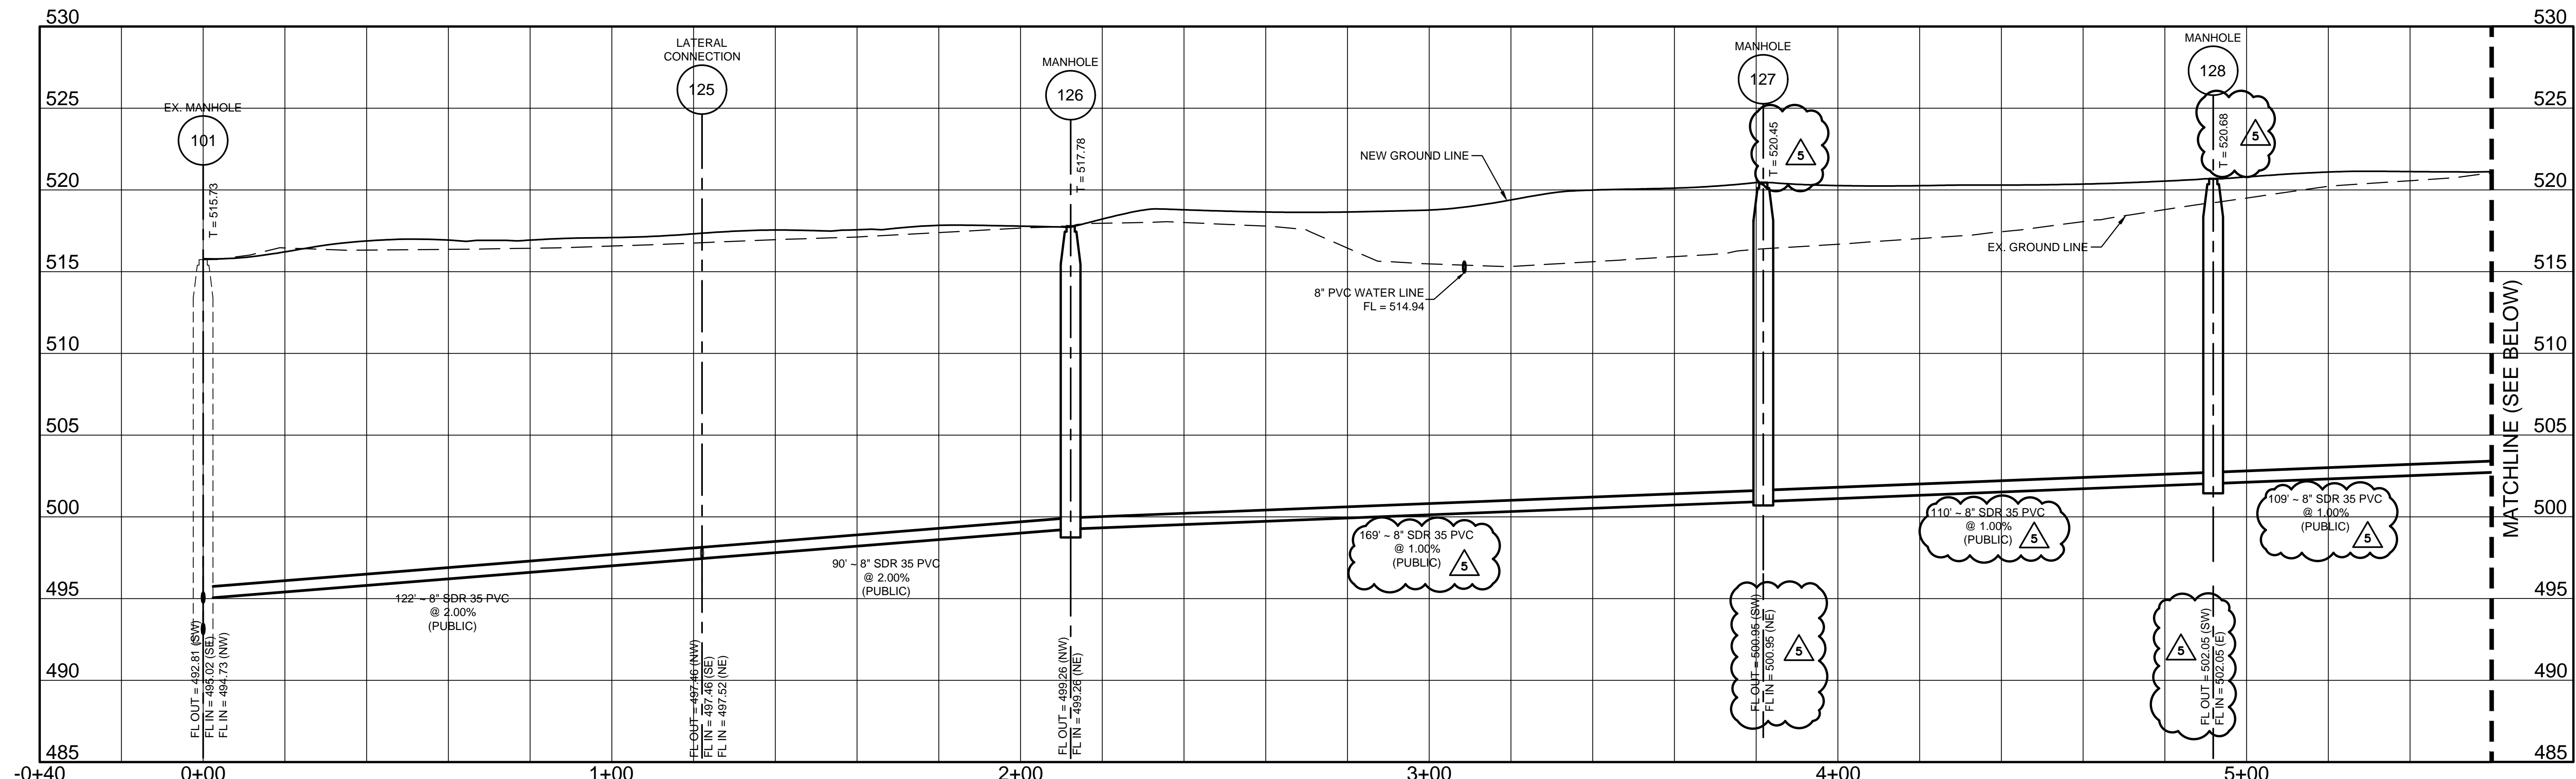 530
525
520
515
510
505
500
495
490
485
EX. MANHOLE
101
T = 515.73
FL OUT = 492.81 (SW)
FL IN = 495.02 (SE)
FL IN = 494.73 (NW)
122' ~ 8" SDR 35 PVC
@ 2.00%
(PUBLIC)
LATERAL
CONNECTION
125
FL OUT = 497.46 (NW)
FL IN = 497.46 (SE)
FL IN = 497.52 (NE)
90' ~ 8" SDR 35 PVC
@ 2.00%
(PUBLIC)
MANHOLE
126
T = 517.78
FL OUT = 499.26 (NW)
FL IN = 499.26 (NE)
NEW GROUND LINE
8" PVC WATER LINE
FL = 514.94
169' ~ 8" SDR 35 PVC
@ 1.00%
(PUBLIC)
5
MANHOLE
127
T = 520.45
5
FL OUT = 500.95 (SW)
FL IN = 500.95 (NE)
5
EX. GROUND LINE
110' ~ 8" SDR 35 PVC
@ 1.00%
(PUBLIC)
5
MANHOLE
128
T = 520.68
5
FL OUT = 502.05 (SW)
FL IN = 502.05 (E)
5
109' ~ 8" SDR 35 PVC
@ 1.00%
(PUBLIC)
5
MATCHLINE (SEE BELOW)
530
525
520
515
510
505
500
495
490
485
-0+40
0+00
1+00
2+00
3+00
4+00
5+00